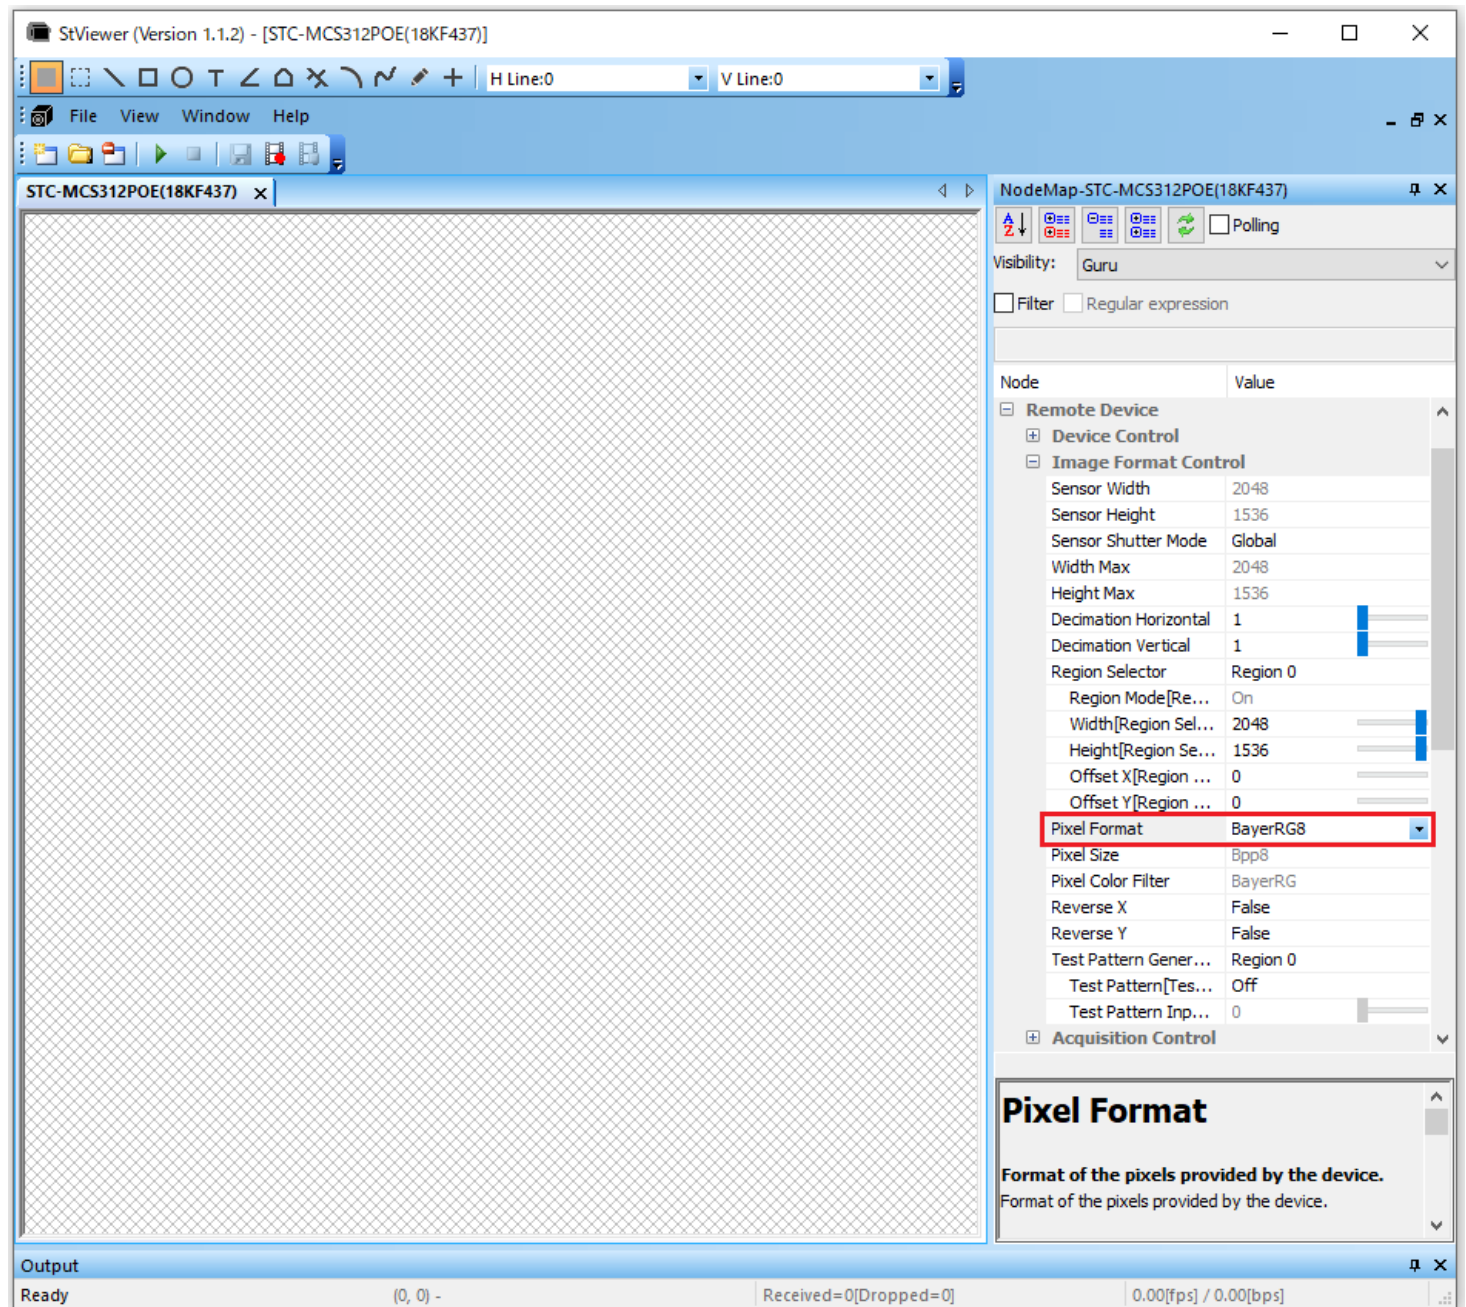 StViewer (Version 1.1.2) - [STC-MCS312POE(18KF437)]
H Line:0 V Line:0
File View Window Help
STC-MCS312POE(18KF437)
NodeMap-STC-MCS312POE(18KF437)
Polling
Visibility: Guru
Filter Regular expression
Node Value
Remote Device
Device Control
Image Format Control
Sensor Width 2048
Sensor Height 1536
Sensor Shutter Mode Global
Width Max 2048
Height Max 1536
Decimation Horizontal 1
Decimation Vertical 1
Region Selector Region 0
Region Mode[Re... On
Width[Region Sel... 2048
Height[Region Se... 1536
Offset X[Region ... 0
Offset Y[Region ... 0
Pixel Format BayerRG8
Pixel Size Bpp8
Pixel Color Filter BayerRG
Reverse X False
Reverse Y False
Test Pattern Gener... Region 0
Test Pattern[Tes... Off
Test Pattern Inp... 0
Acquisition Control
Pixel Format
Format of the pixels provided by the device.
Format of the pixels provided by the device.
Output
Ready (0, 0) - Received=0[Dropped=0] 0.00[fps] / 0.00[bps]